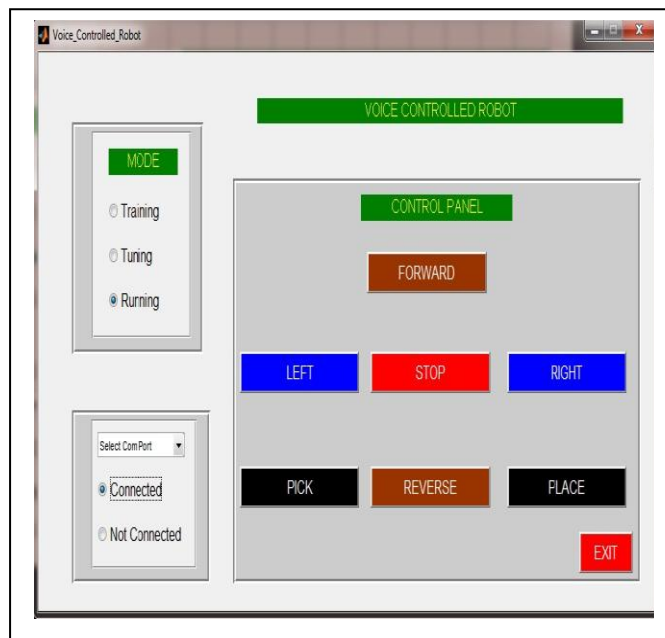 Voice_Controlled_Robot
VOICE CONTROLLED ROBOT
MODE
Training
Tuning
Rurning
Select Com Port
Connected
Not Connected
CONTROL PANEL
FORWARD
LEFT STOP RIGHT
PICK REVERSE PLACE
EXIT